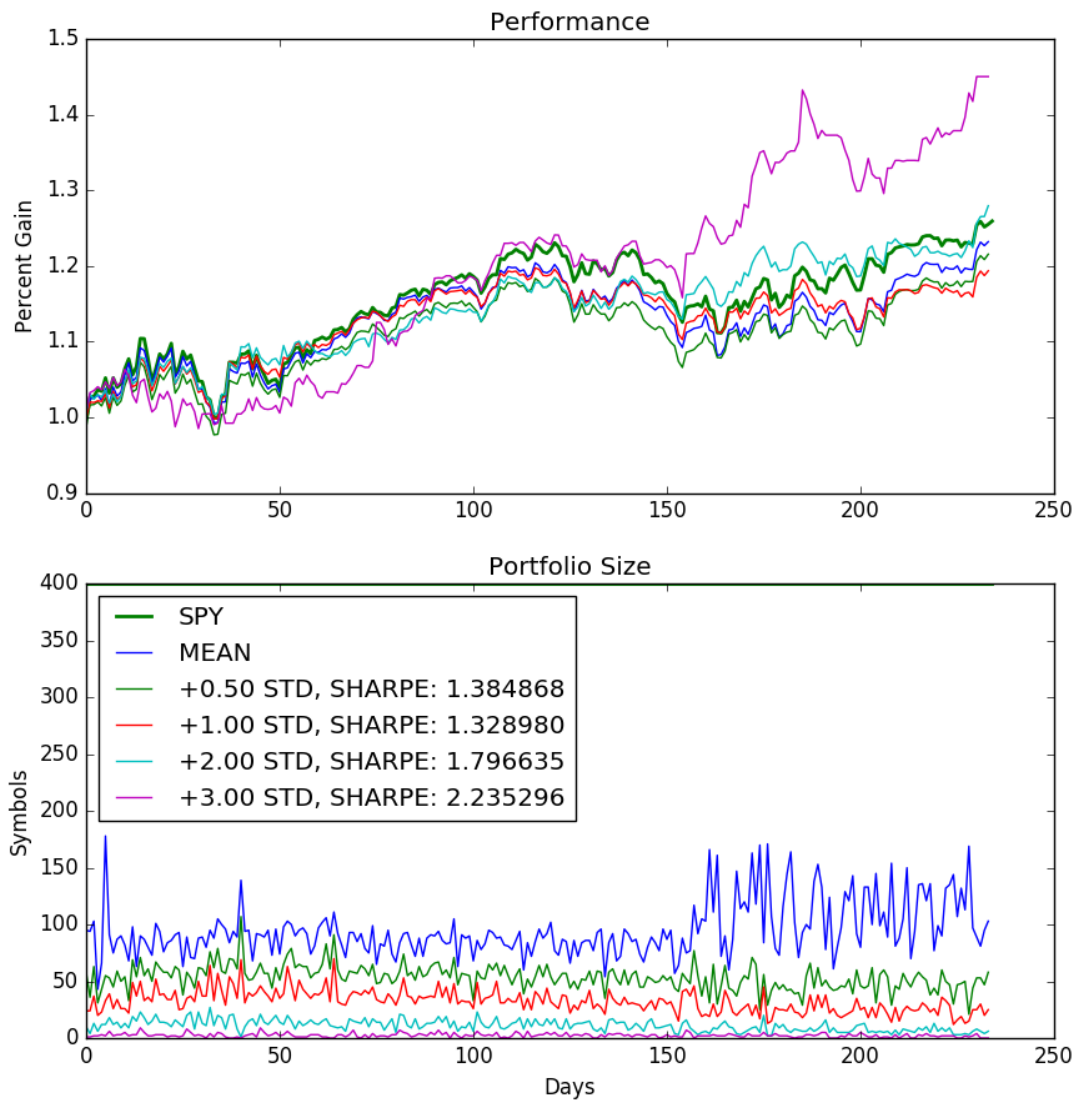 Performance
1.5
1.4
1.3
1.2
1.1
1.0
0.9
Percent Gain
0 50 100 150 200 250
Portfolio Size
400
350
300
250
200
150
100
50
0
Symbols
SPY
MEAN
+0.50 STD, SHARPE: 1.384868
+1.00 STD, SHARPE: 1.328980
+2.00 STD, SHARPE: 1.796635
+3.00 STD, SHARPE: 2.235296
0 50 100 150 200 250
Days